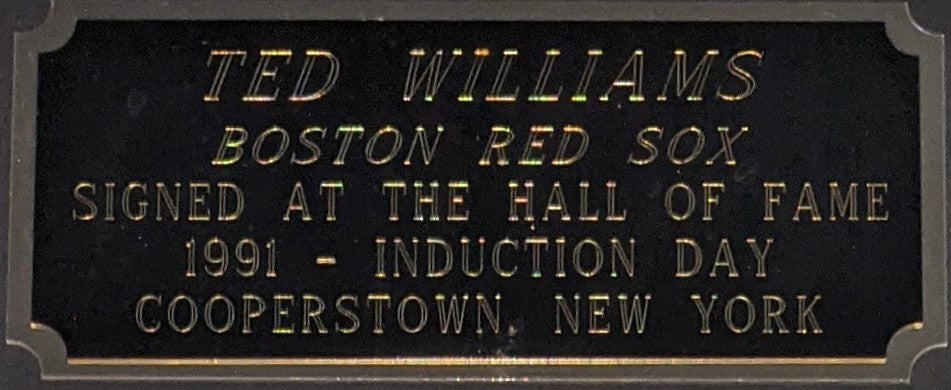 TED WILLIAMS
BOSTON RED SOX
SIGNED AT THE HALL OF FAME
1991 - INDUCTION DAY
COOPERSTOWN, NEW YORK